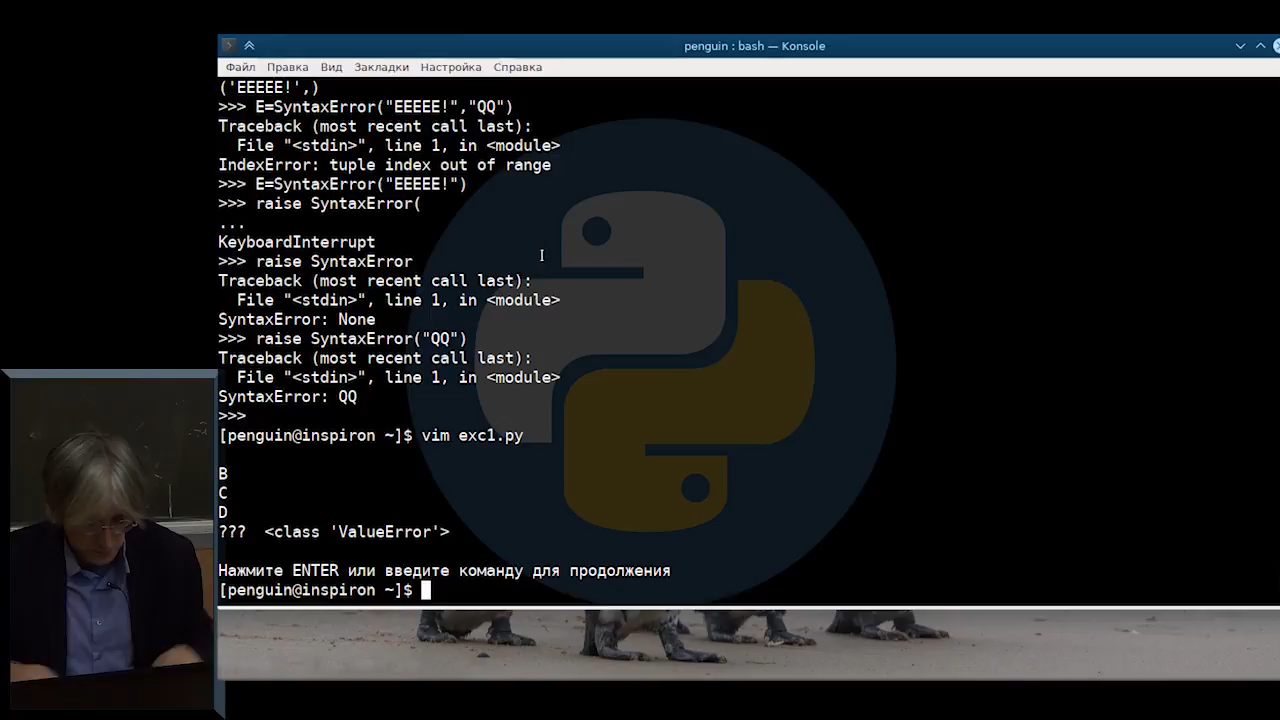 penguin : bash — Konsole
Файл Правка Вид Закладки Настройка Справка
('EEEEE!',)
>>> E=SyntaxError("EEEEE!","QQ")
Traceback (most recent call last):
  File "<stdin>", line 1, in <module>
IndexError: tuple index out of range
>>> E=SyntaxError("EEEEE!")
>>> raise SyntaxError(
...
KeyboardInterrupt
>>> raise SyntaxError
Traceback (most recent call last):
  File "<stdin>", line 1, in <module>
SyntaxError: None
>>> raise SyntaxError("QQ")
Traceback (most recent call last):
  File "<stdin>", line 1, in <module>
SyntaxError: QQ
>>>
[penguin@inspiron ~]$ vim exc1.py
B
C
D
???  <class 'ValueError'>
Нажмите ENTER или введите команду для продолжения
[penguin@inspiron ~]$